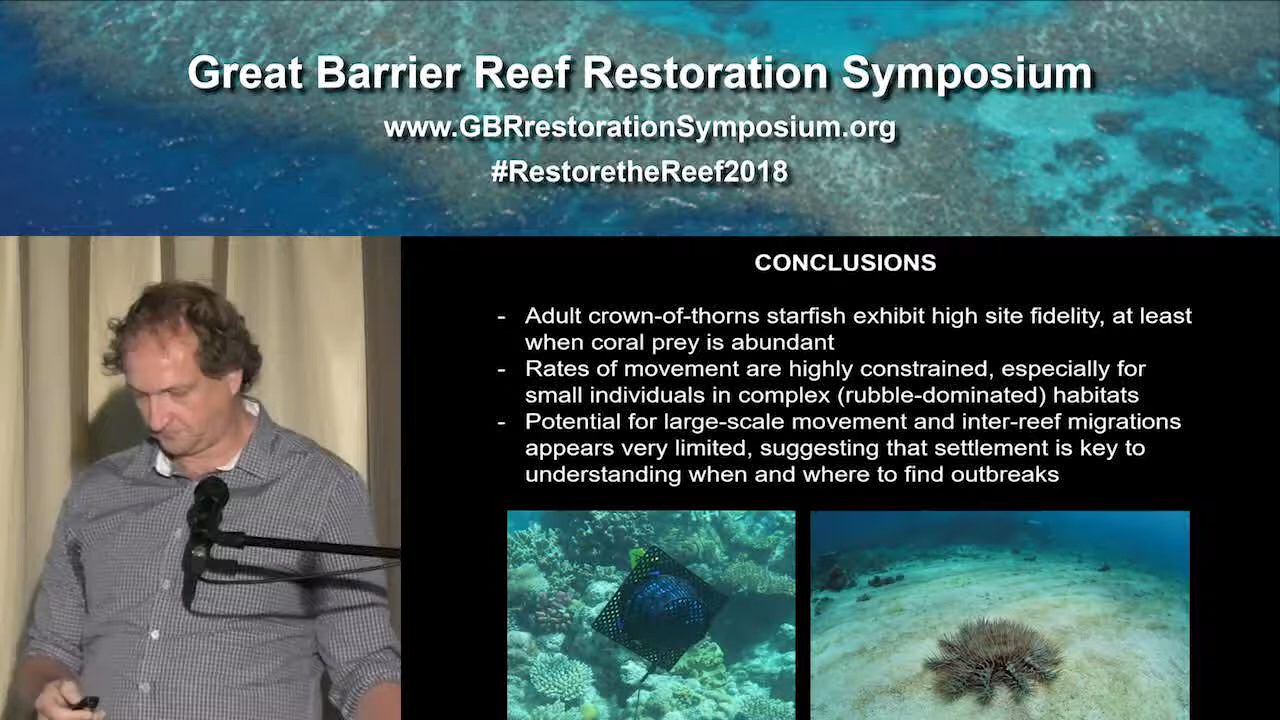 Great Barrier Reef Restoration Symposium
www.GBRrestorationSymposium.org
#RestoretheReef2018
CONCLUSIONS
- Adult crown-of-thorns starfish exhibit high site fidelity, at least
when coral prey is abundant
- Rates of movement are highly constrained, especially for
small individuals in complex (rubble-dominated) habitats
- Potential for large-scale movement and inter-reef migrations
appears very limited, suggesting that settlement is key to
understanding when and where to find outbreaks